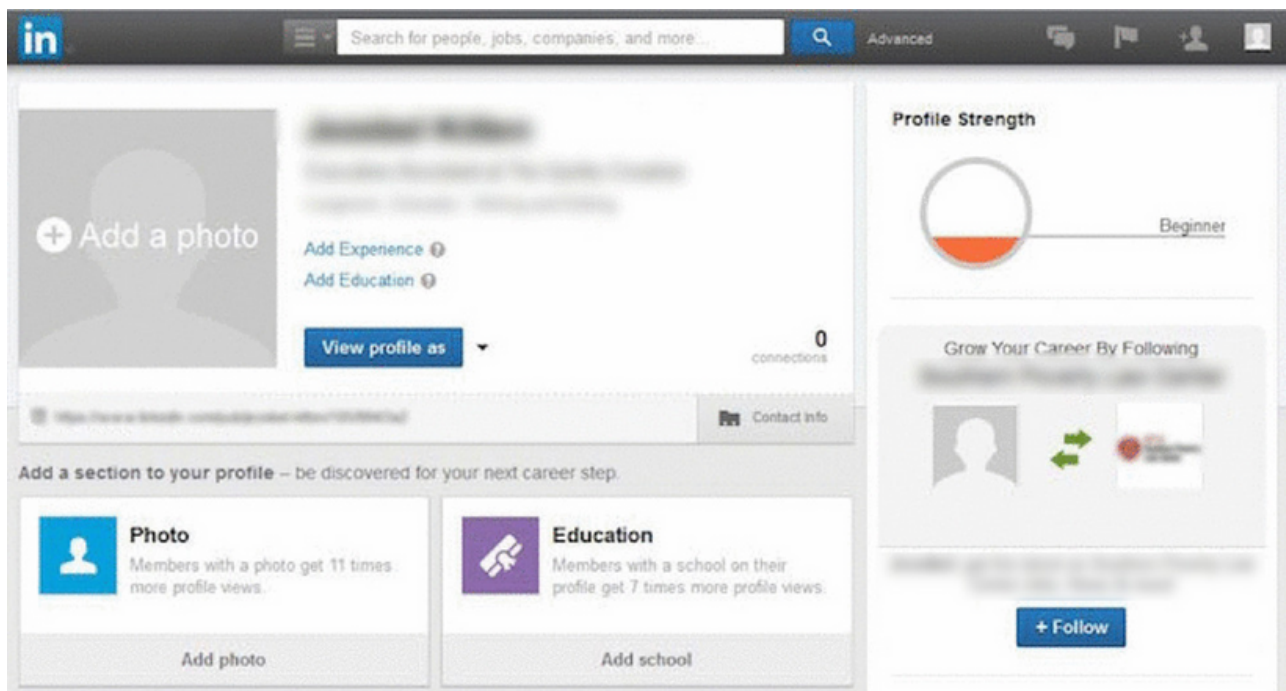 in
Search for people, jobs, companies, and more...
Advanced
Add a photo
Add Experience
Add Education
View profile as
0
connections
Contact Info
Add a section to your profile – be discovered for your next career step.
Photo
Members with a photo get 11 times
more profile views.
Add photo
Education
Members with a school on their
profile get 7 times more profile views.
Add school
Profile Strength
Beginner
Grow Your Career By Following
+ Follow